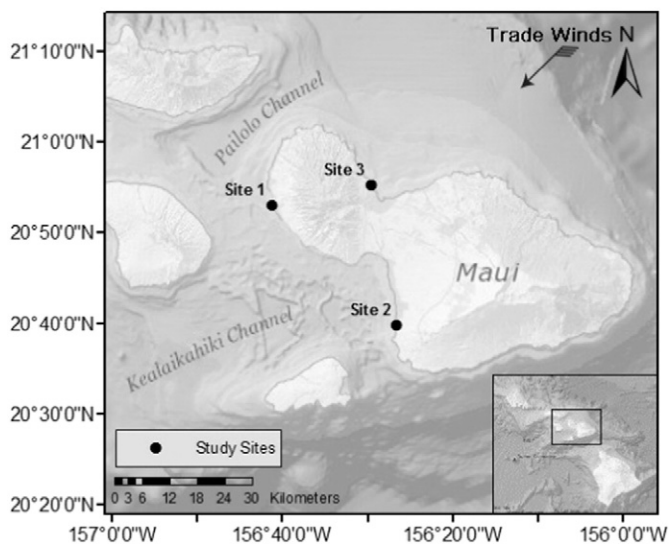 Trade Winds N
21°10'0"N
Pailolo Channel
21°0'0"N
Site 3
Site 1
20°50'0"N
Maui
20°40'0"N
Site 2
Kealaikahiki Channel
20°30'0"N
Study Sites
0 3 6 12 18 24 30 Kilometers
20°20'0"N
157°0'0"W 156°40'0"W 156°20'0"W 156°0'0"W